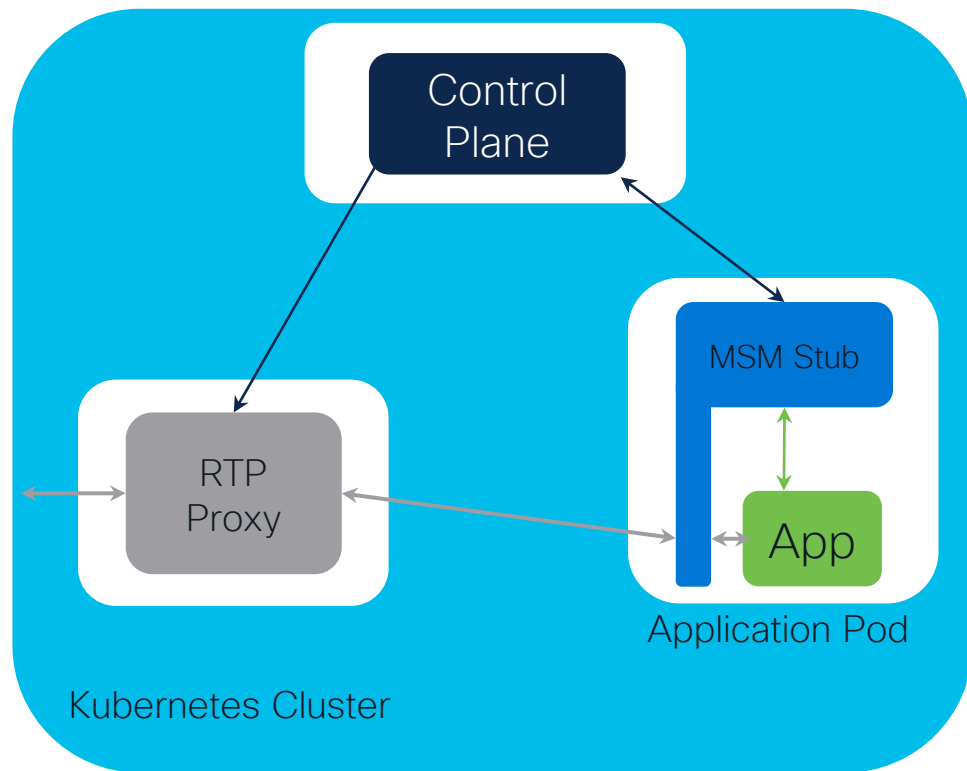 Control
Plane
MSM Stub
RTP
Proxy
App
Application Pod
Kubernetes Cluster